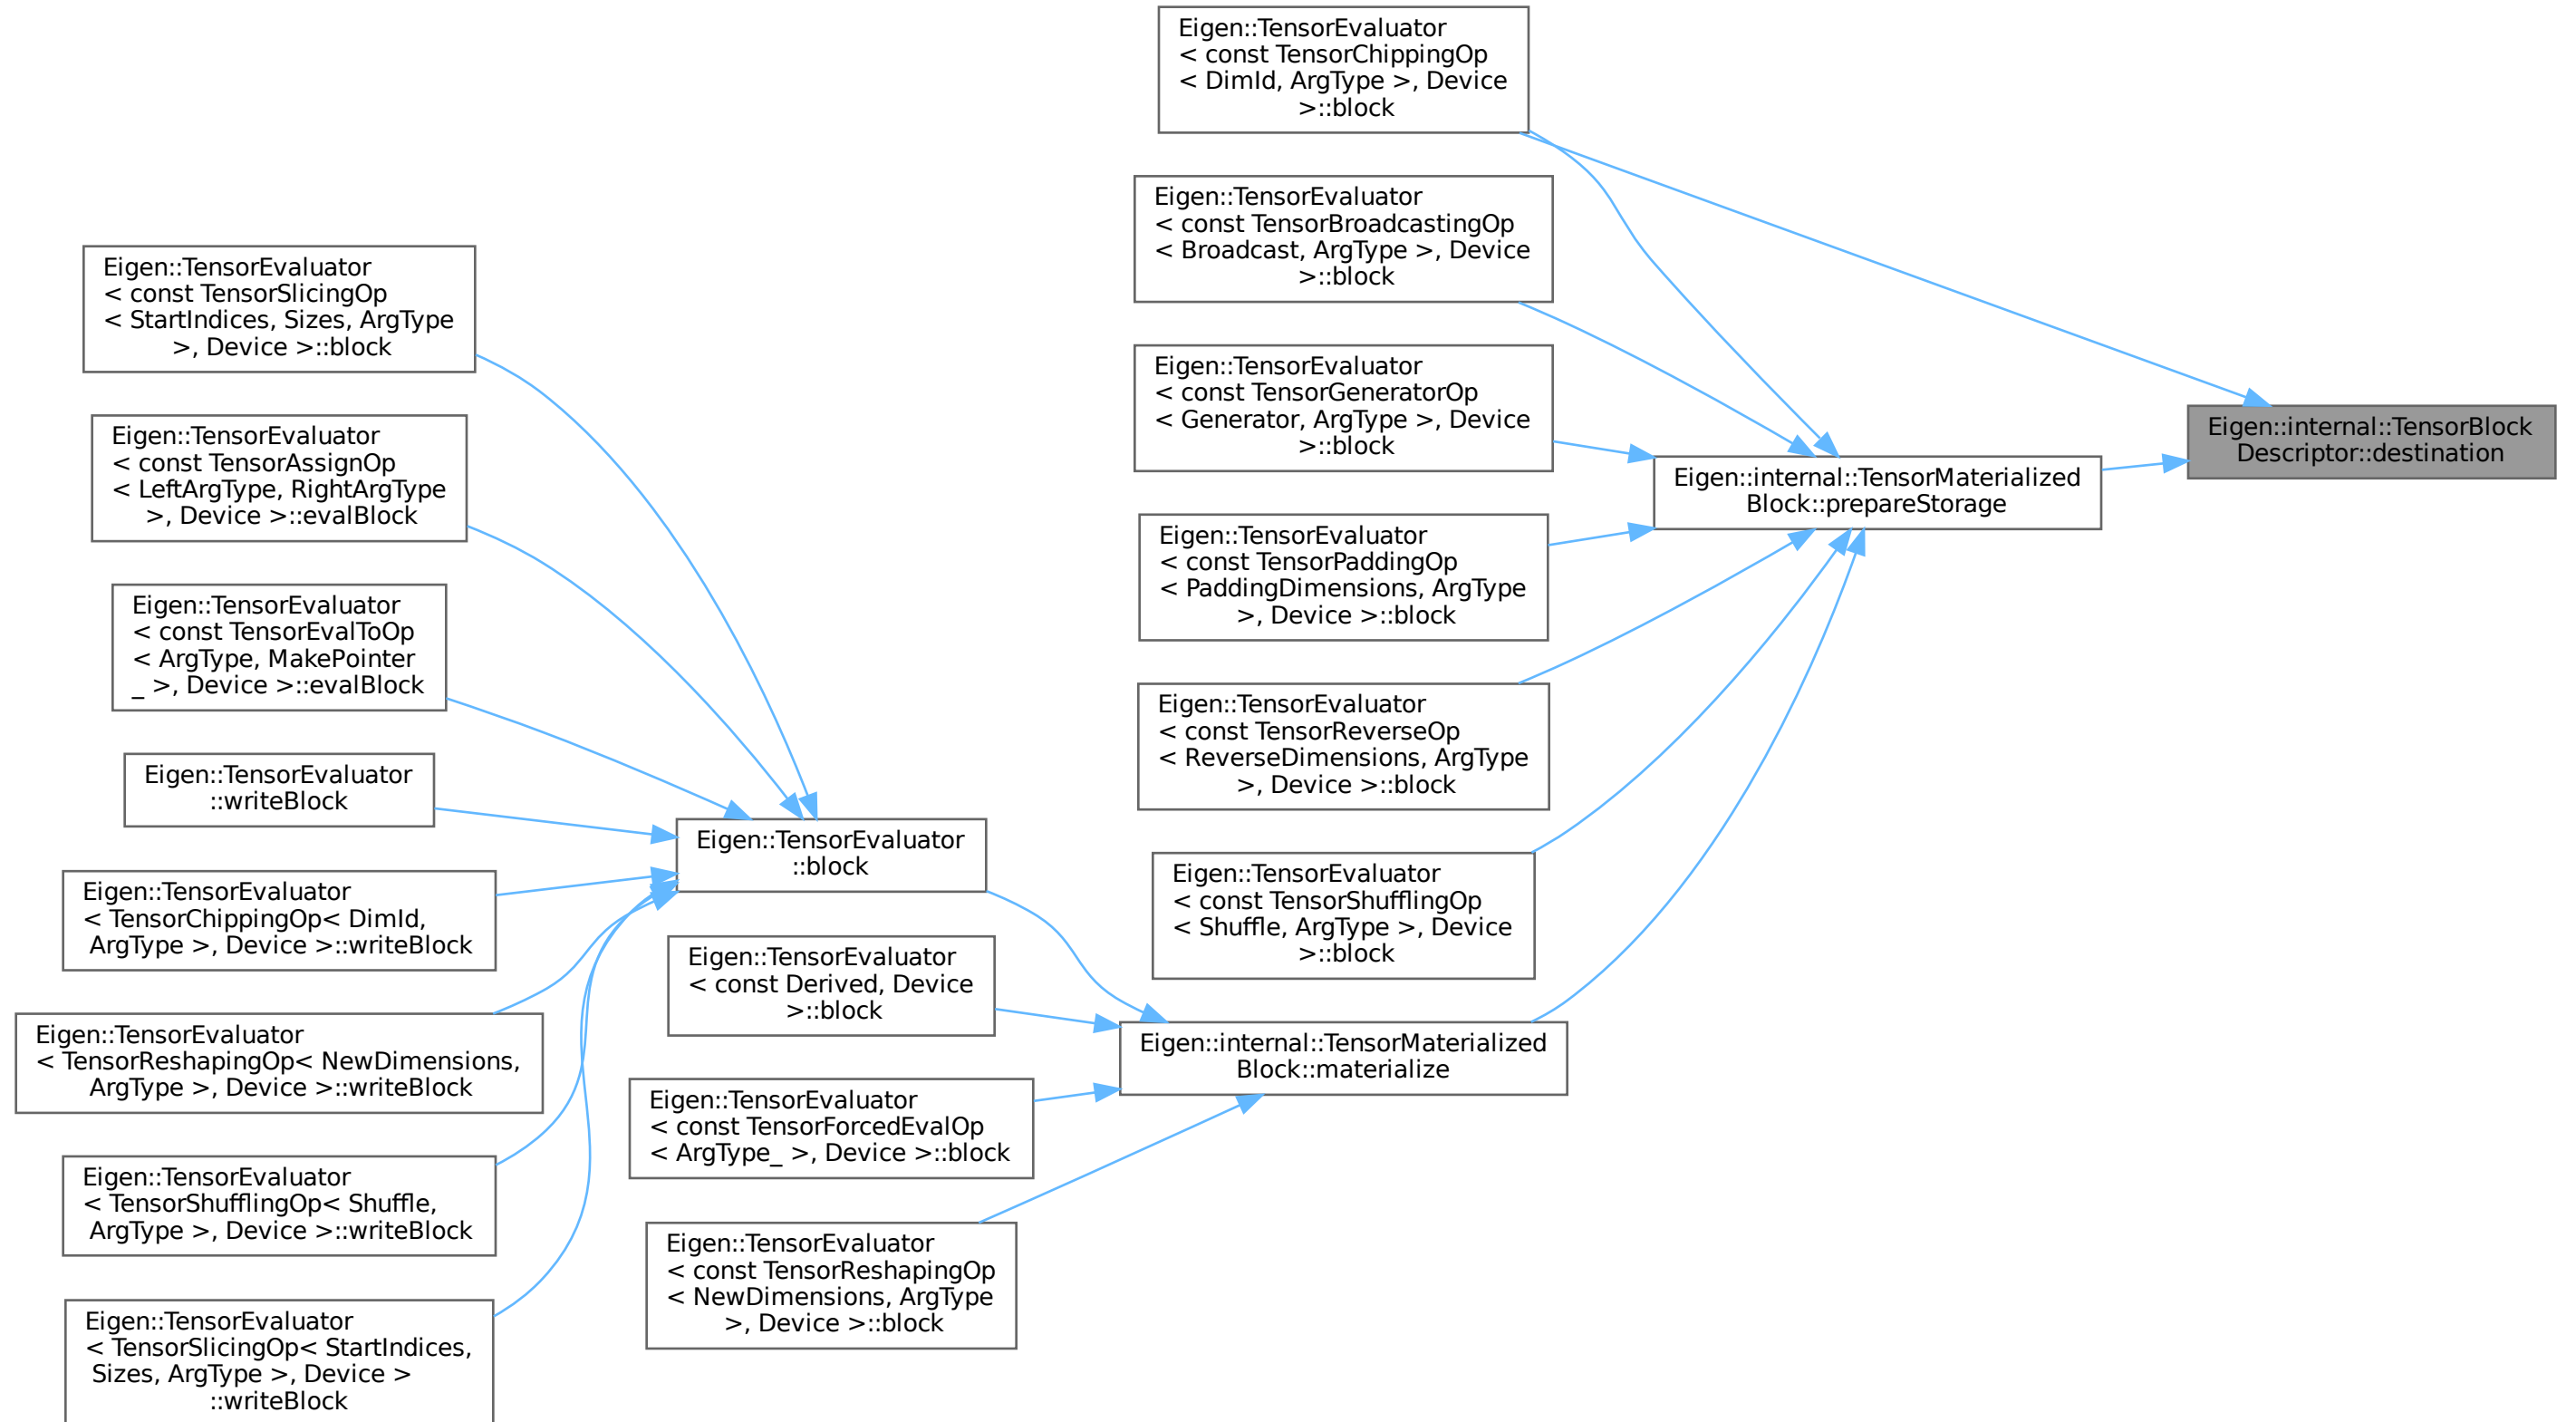 Eigen::TensorEvaluator
< const TensorSlicingOp
< StartIndices, Sizes, ArgType
>, Device >::block
Eigen::TensorEvaluator
< const TensorAssignOp
< LeftArgType, RightArgType
>, Device >::evalBlock
Eigen::TensorEvaluator
< const TensorEvalToOp
< ArgType, MakePointer
_ >, Device >::evalBlock
Eigen::TensorEvaluator
::writeBlock
Eigen::TensorEvaluator
< TensorChippingOp< DimId,
ArgType >, Device >::writeBlock
Eigen::TensorEvaluator
< TensorReshapingOp< NewDimensions,
ArgType >, Device >::writeBlock
Eigen::TensorEvaluator
< TensorShufflingOp< Shuffle,
ArgType >, Device >::writeBlock
Eigen::TensorEvaluator
< TensorSlicingOp< StartIndices,
Sizes, ArgType >, Device >
::writeBlock
Eigen::TensorEvaluator
::block
Eigen::TensorEvaluator
< const Derived, Device
>::block
Eigen::TensorEvaluator
< const TensorForcedEvalOp
< ArgType_ >, Device >::block
Eigen::TensorEvaluator
< const TensorReshapingOp
< NewDimensions, ArgType
>, Device >::block
Eigen::TensorEvaluator
< const TensorChippingOp
< DimId, ArgType >, Device
>::block
Eigen::TensorEvaluator
< const TensorBroadcastingOp
< Broadcast, ArgType >, Device
>::block
Eigen::TensorEvaluator
< const TensorGeneratorOp
< Generator, ArgType >, Device
>::block
Eigen::TensorEvaluator
< const TensorPaddingOp
< PaddingDimensions, ArgType
>, Device >::block
Eigen::TensorEvaluator
< const TensorReverseOp
< ReverseDimensions, ArgType
>, Device >::block
Eigen::TensorEvaluator
< const TensorShufflingOp
< Shuffle, ArgType >, Device
>::block
Eigen::internal::TensorMaterialized
Block::materialize
Eigen::internal::TensorMaterialized
Block::prepareStorage
Eigen::internal::TensorBlock
Descriptor::destination